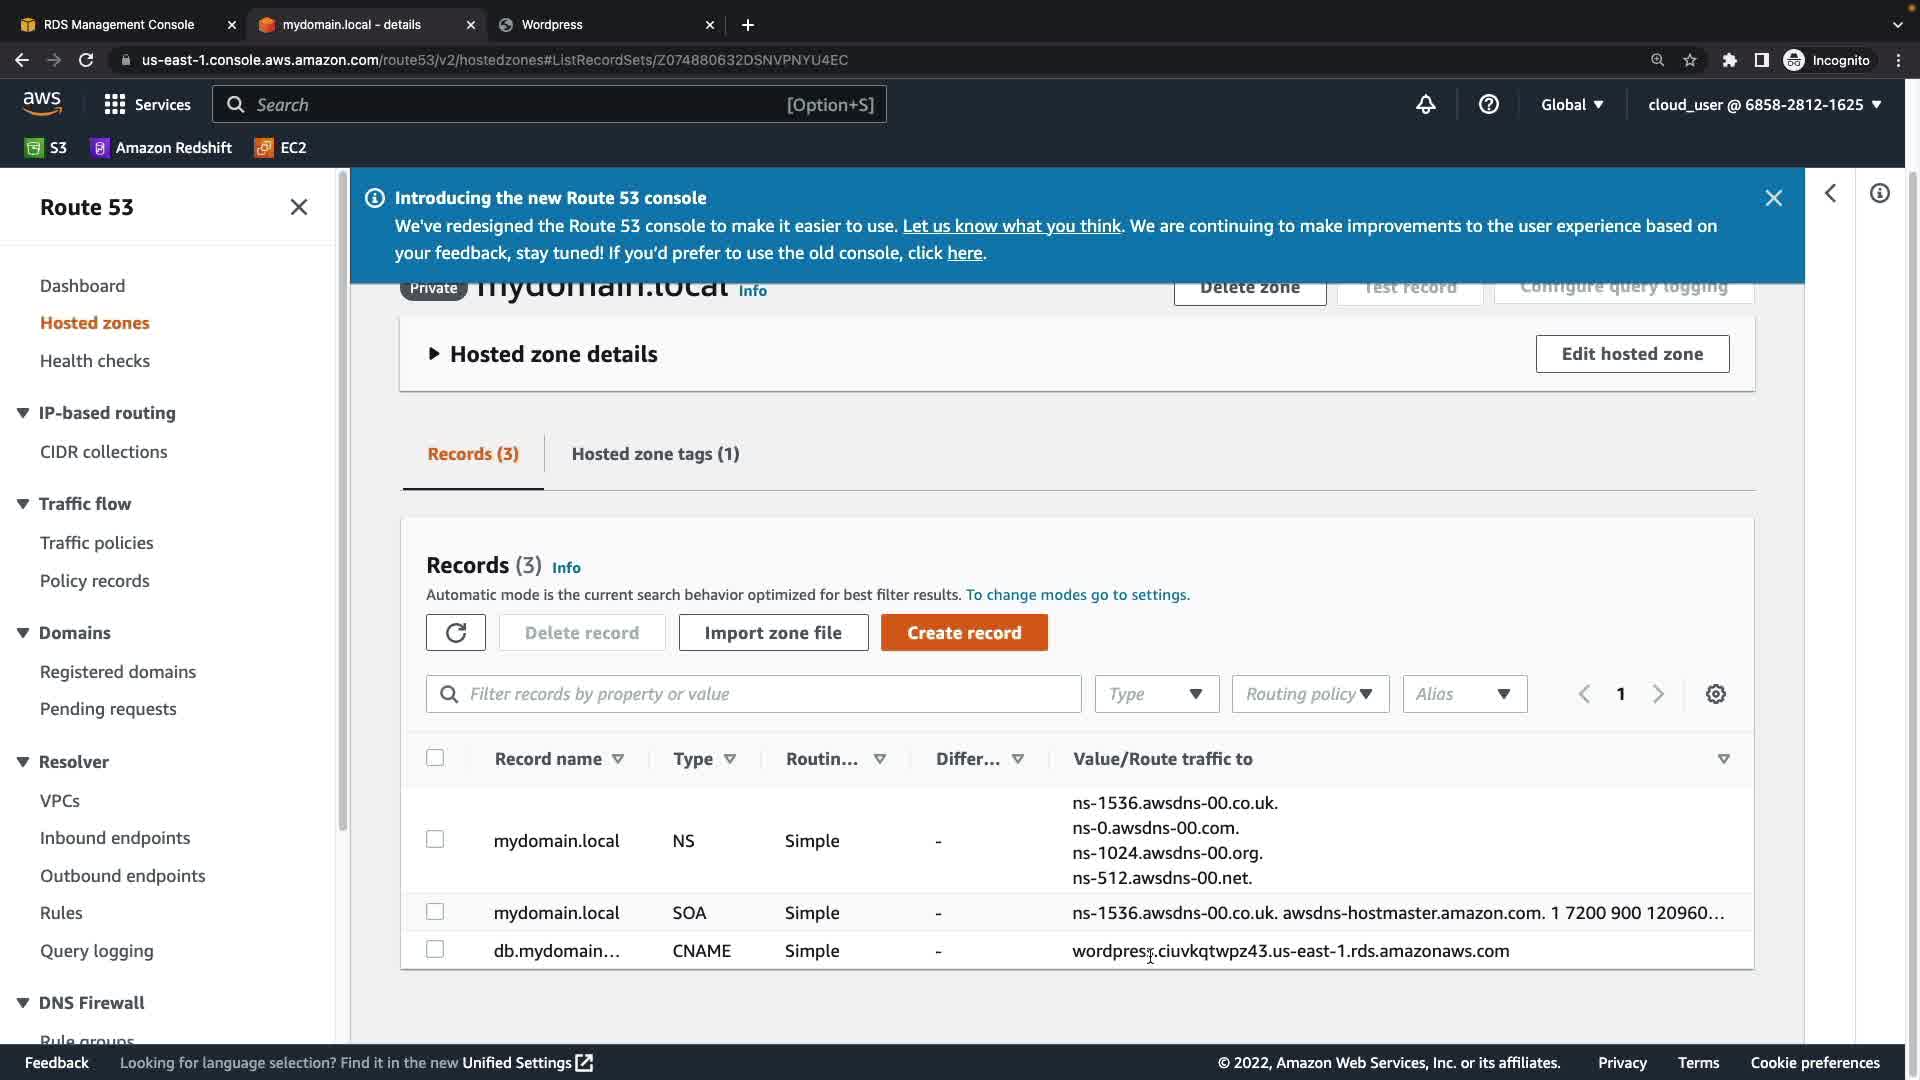 RDS Management Console
mydomain.local - details
Wordpress
us-east-1.console.aws.amazon.com/route53/v2/hostedzones#ListRecordSets/Z074880632DSNVPNYU4EC
Incognito
aws
Services
Search
[Option+S]
Global
cloud_user @ 6858-2812-1625
S3
Amazon Redshift
EC2
Route 53
Dashboard
Hosted zones
Health checks
IP-based routing
CIDR collections
Traffic flow
Traffic policies
Policy records
Domains
Registered domains
Pending requests
Resolver
VPCs
Inbound endpoints
Outbound endpoints
Rules
Query logging
DNS Firewall
Rule groups
Introducing the new Route 53 console
We've redesigned the Route 53 console to make it easier to use. Let us know what you think. We are continuing to make improvements to the user experience based on
your feedback, stay tuned! If you'd prefer to use the old console, click here.
Private
mydomain.local
Info
Delete zone
Test record
Configure query logging
Hosted zone details
Edit hosted zone
Records (3)
Hosted zone tags (1)
Records (3) Info
Automatic mode is the current search behavior optimized for best filter results. To change modes go to settings.
Delete record
Import zone file
Create record
Filter records by property or value
Type
Routing policy
Alias
1
Record name
Type
Routin...
Differ...
Value/Route traffic to
mydomain.local
NS
Simple
-
ns-1536.awsdns-00.co.uk.
ns-0.awsdns-00.com.
ns-1024.awsdns-00.org.
ns-512.awsdns-00.net.
mydomain.local
SOA
Simple
-
ns-1536.awsdns-00.co.uk. awsdns-hostmaster.amazon.com. 1 7200 900 120960...
db.mydomain...
CNAME
Simple
-
wordpress.ciuvkqtwpz43.us-east-1.rds.amazonaws.com
Feedback
Looking for language selection? Find it in the new Unified Settings
© 2022, Amazon Web Services, Inc. or its affiliates.
Privacy
Terms
Cookie preferences